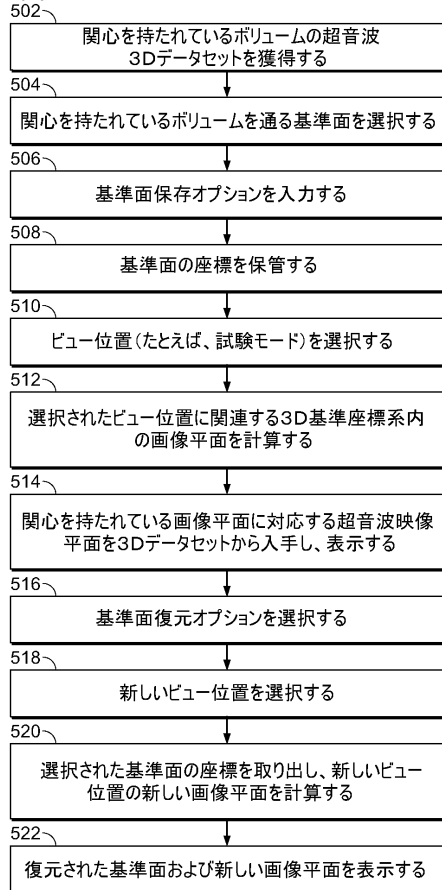 502
関心を持たれているボリュームの超音波
3Dデータセットを獲得する
504
関心を持たれているボリュームを通る基準面を選択する
506
基準面保存オプションを入力する
508
基準面の座標を保管する
510
ビュー位置(たとえば、試験モード)を選択する
512
選択されたビュー位置に関連する3D基準座標系内
の画像平面を計算する
514
関心を持たれている画像平面に対応する超音波映像
平面を3Dデータセットから入手し、表示する
516
基準面復元オプションを選択する
518
新しいビュー位置を選択する
520
選択された基準面の座標を取り出し、新しいビュー
位置の新しい画像平面を計算する
522
復元された基準面および新しい画像平面を表示する